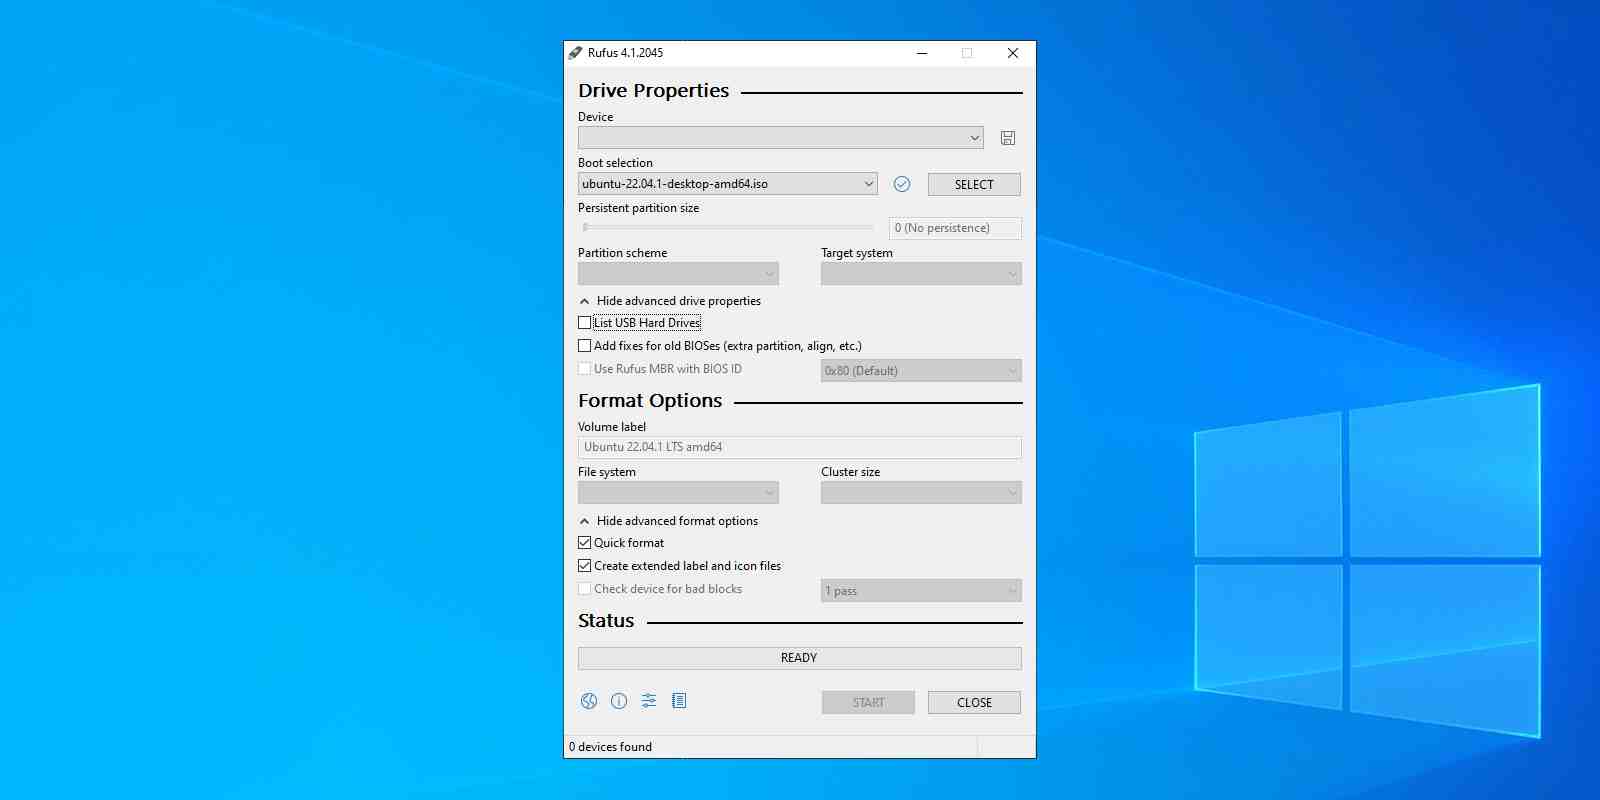 Rufus 4.1.2045
Drive Properties
Device
Boot selection
ubuntu-22.04.1-desktop-amd64.iso
SELECT
Persistent partition size
0 (No persistence)
Partition scheme
Target system
Hide advanced drive properties
List USB Hard Drives
Add fixes for old BIOSes (extra partition, align, etc.)
Use Rufus MBR with BIOS ID
0x80 (Default)
Format Options
Volume label
Ubuntu 22.04.1 LTS amd64
File system
Cluster size
Hide advanced format options
Quick format
Create extended label and icon files
Check device for bad blocks
1 pass
Status
READY
START
CLOSE
0 devices found